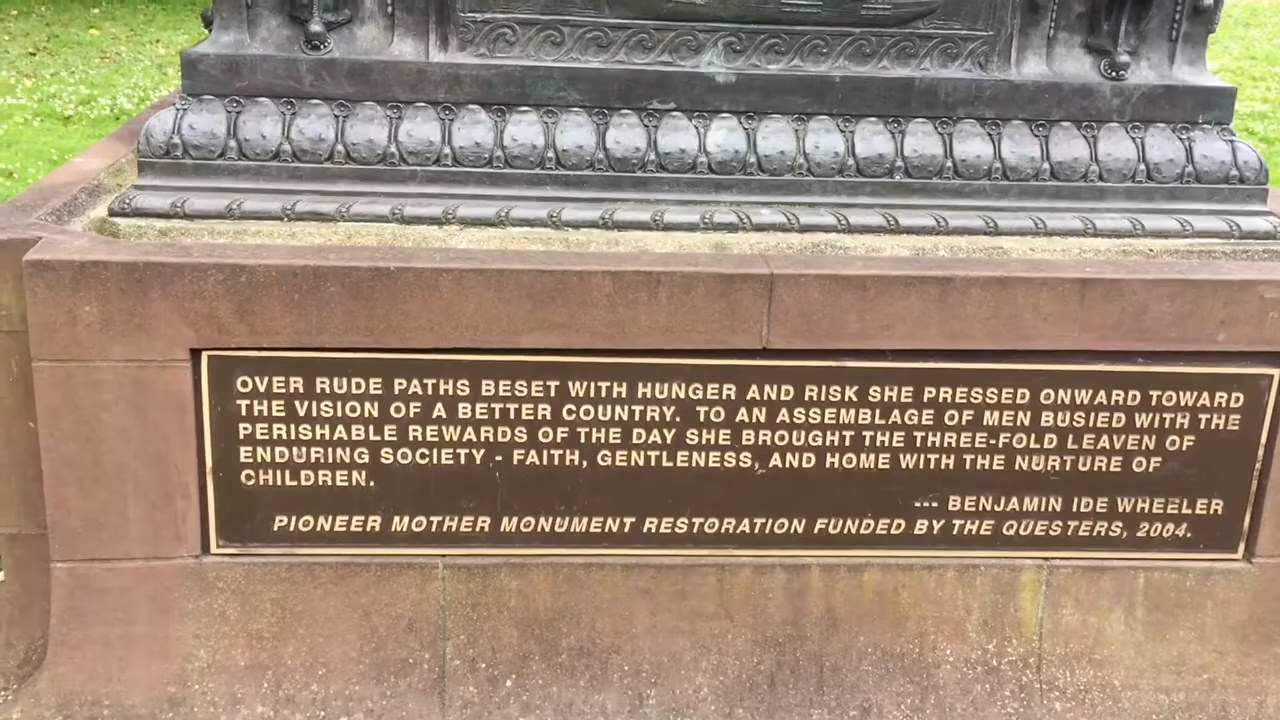 OVER RUDE PATHS BESET WITH HUNGER AND RISK SHE PRESSED ONWARD TOWARD
THE VISION OF A BETTER COUNTRY. TO AN ASSEMBLAGE OF MEN BUSIED WITH THE
PERISHABLE REWARDS OF THE DAY SHE BROUGHT THE THREE-FOLD LEAVEN OF
ENDURING SOCIETY - FAITH, GENTLENESS, AND HOME WITH THE NURTURE OF
CHILDREN.
--- BENJAMIN IDE WHEELER
PIONEER MOTHER MONUMENT RESTORATION FUNDED BY THE QUESTERS, 2004.